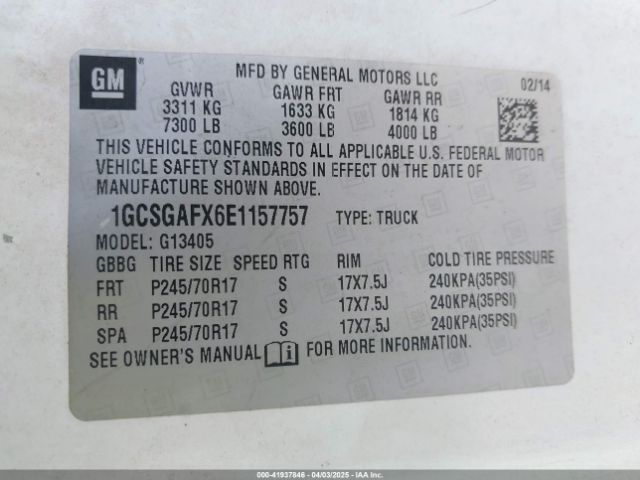 GM ®
MFD BY GENERAL MOTORS LLC
02/14
GVWR GAWR FRT GAWR RR
3311 KG 1633 KG 1814 KG
7300 LB 3600 LB 4000 LB
THIS VEHICLE CONFORMS TO ALL APPLICABLE U.S. FEDERAL MOTOR
VEHICLE SAFETY STANDARDS IN EFFECT ON THE DATE OF
MANUFACTURE SHOWN ABOVE.
1GCSGAFX6E1157757 TYPE: TRUCK
MODEL: G13405
GBBG TIRE SIZE SPEED RTG RIM COLD TIRE PRESSURE
FRT P245/70R17 S 17X7.5J 240KPA(35PSI)
RR P245/70R17 S 17X7.5J 240KPA(35PSI)
SPA P245/70R17 S 17X7.5J 240KPA(35PSI)
SEE OWNER'S MANUAL FOR MORE INFORMATION.
000-41937846 - 04/03/2025 - IAAI.COM